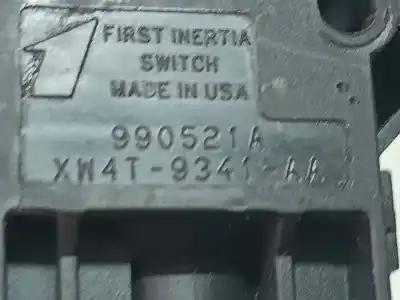 FIRST INERTIA
SWITCH
MADE IN USA
990521A
XW4T-9341-AA